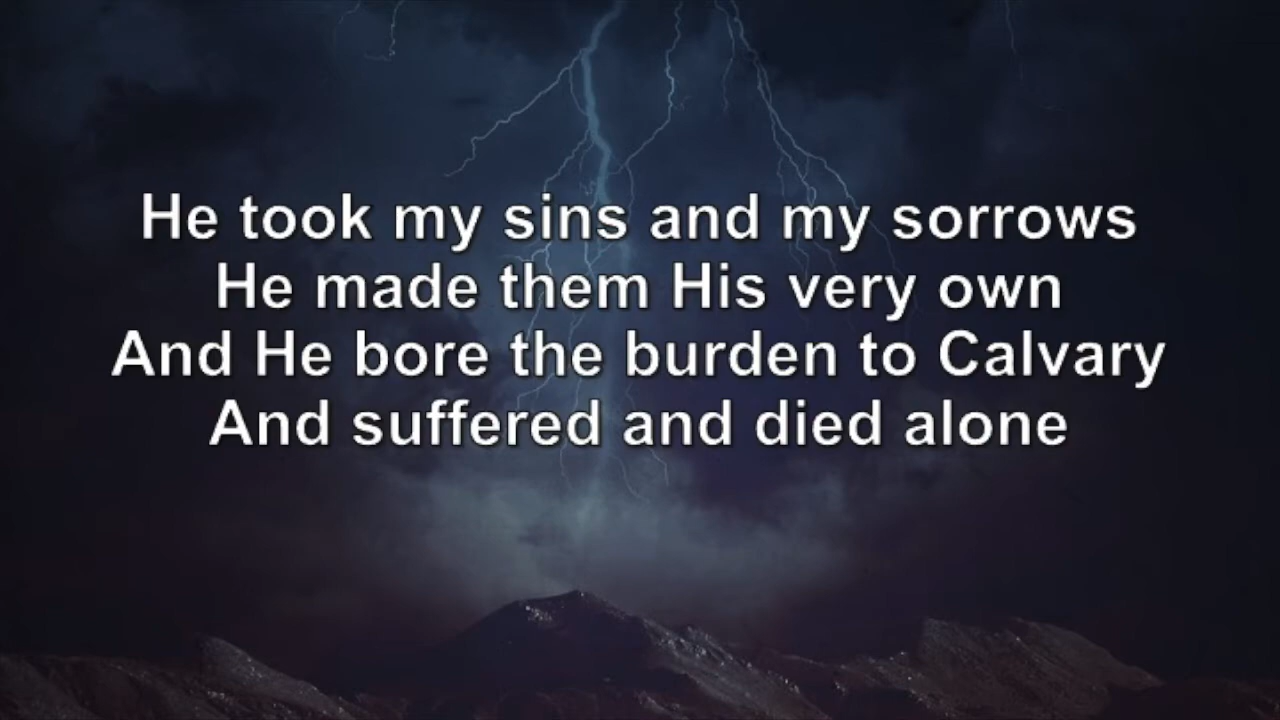 He took my sins and my sorrows
He made them His very own
And He bore the burden to Calvary
And suffered and died alone